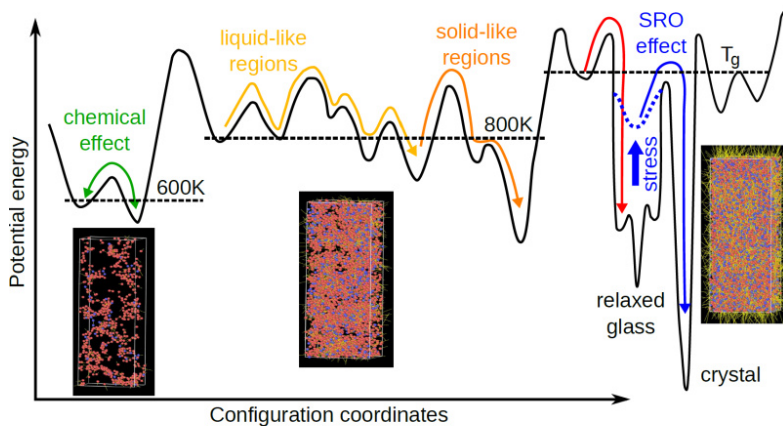 liquid-like
regions
solid-like
regions
SRO
effect
Tg
chemical
effect
800K
stress
600K
Potential energy
relaxed
glass
crystal
Configuration coordinates